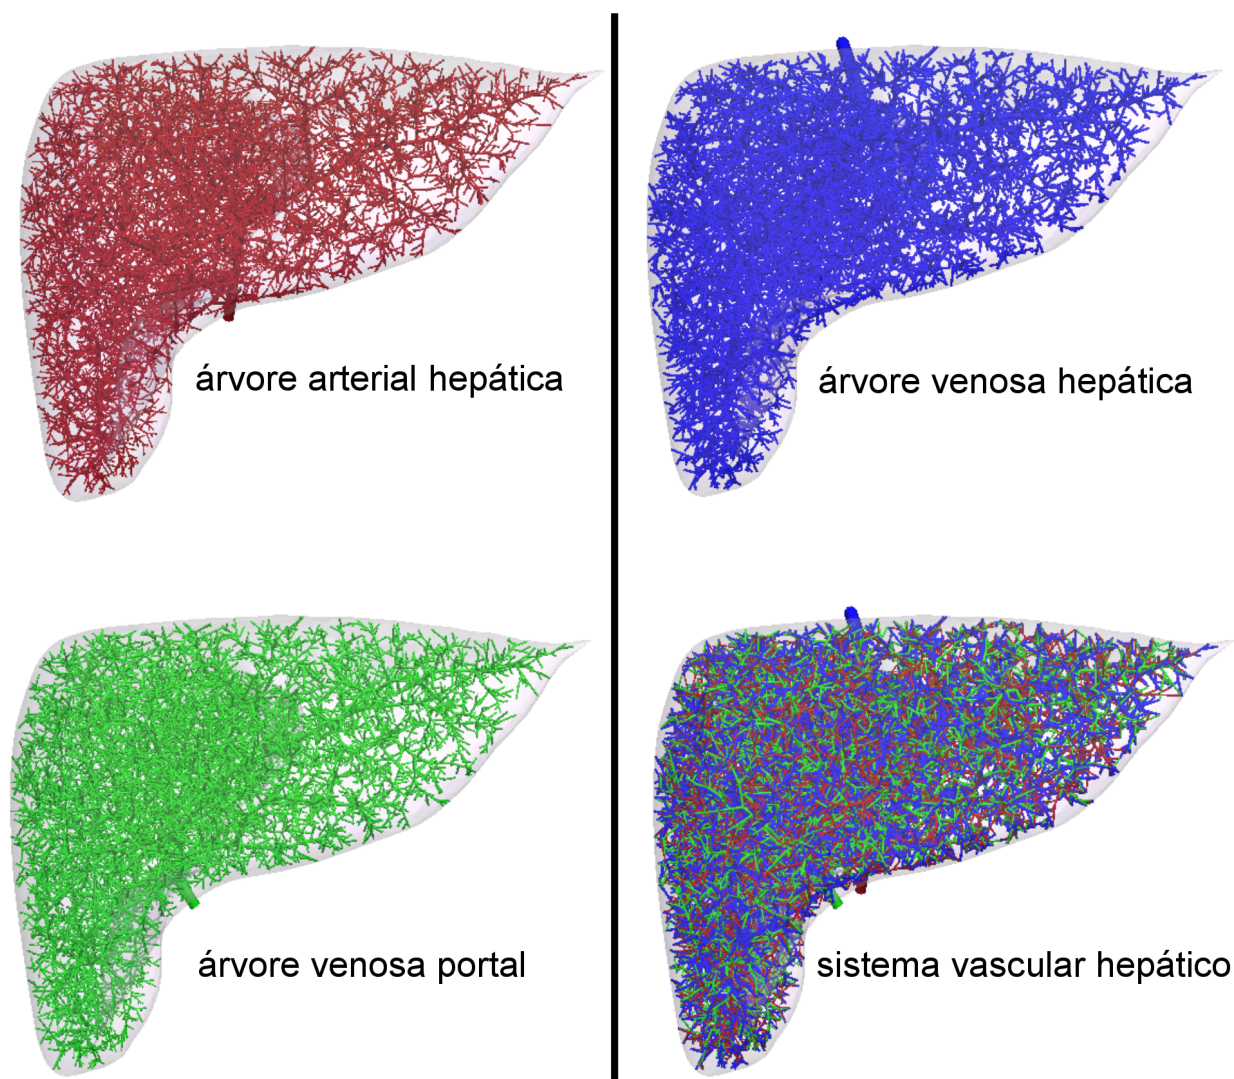 árvore arterial hepática
árvore venosa hepática
árvore venosa portal
sistema vascular hepático